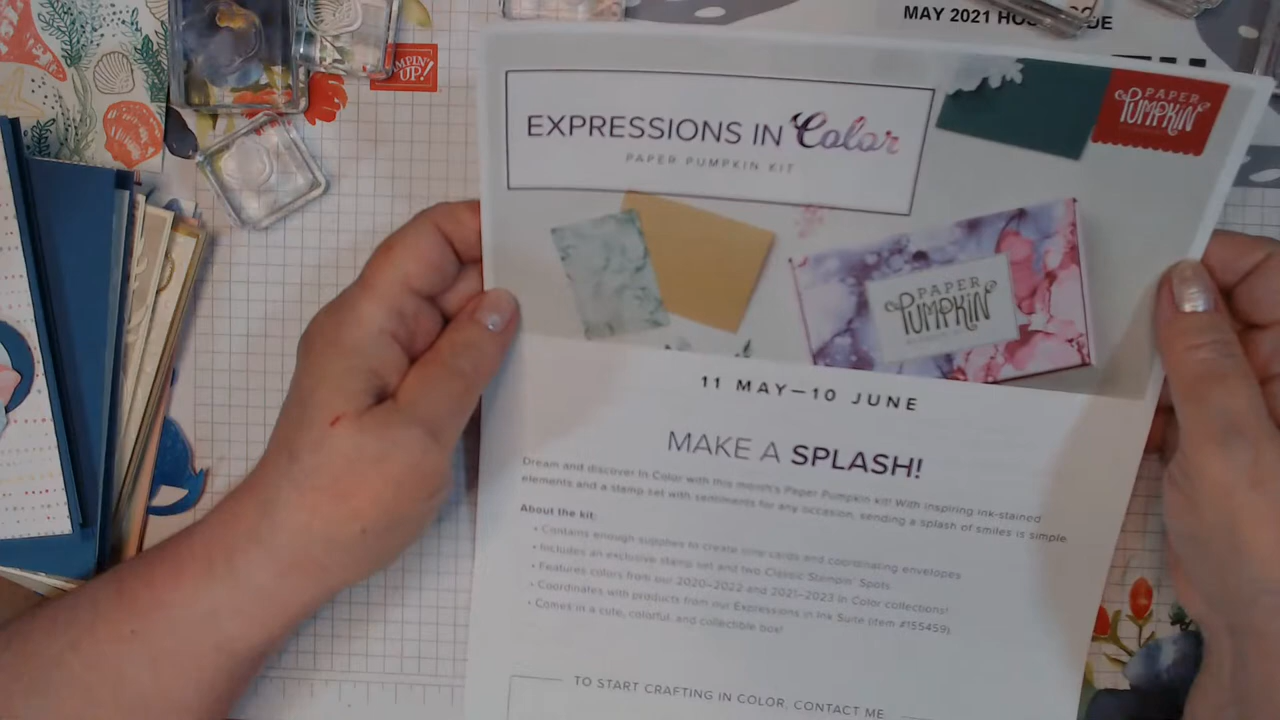 MAY 2021 HOS CODE
STAMPIN' UP!
EXPRESSIONS IN Color
PAPER PUMPKIN KIT
PAPER
PUMPKIN
PAPER
PUMPKIN
11 MAY—10 JUNE
MAKE A SPLASH!
Dream and discover In Color with this month's Paper Pumpkin kit! With inspiring ink-stained
elements and a stamp set with sentiments for any occasion, sending a splash of smiles is simple.
About the kit:
• Contains enough supplies to create nine cards and coordinating envelopes
• Includes an exclusive stamp set and two Classic Stampin' Spots
• Features colors from our 2020–2022 and 2021–2023 In Color collections!
• Coordinates with products from our Expressions in Ink Suite (item #155459)
• Comes in a cute, colorful, and collectible box!
TO START CRAFTING IN COLOR, CONTACT ME